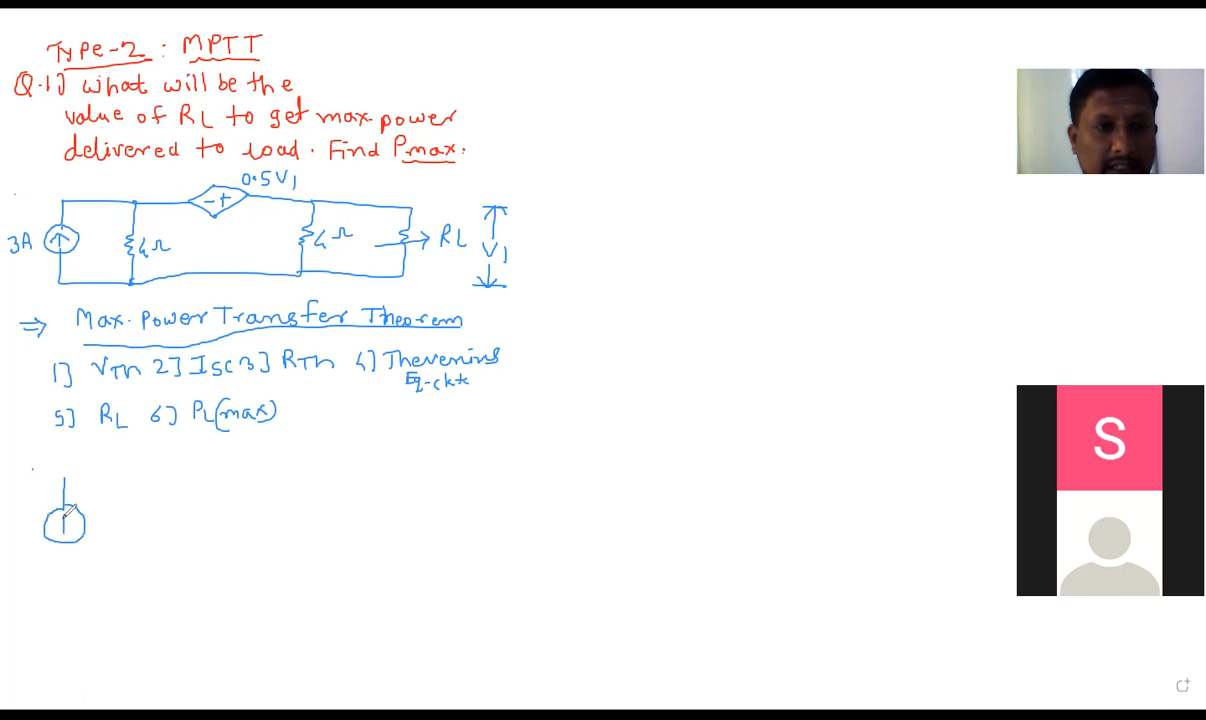 Type-2 : MPTT
Q.1] What will be the
value of RL to get max.power
delivered to load. Find Pmax.
0.5V1
- +
3A
4Ω
4Ω
RL
V1
⇒ Max. Power Transfer Theorem
1] VTh 2] ISC 3] RTh 4] Thevenins
Eq-ckt
5] RL 6] PL(max)
S